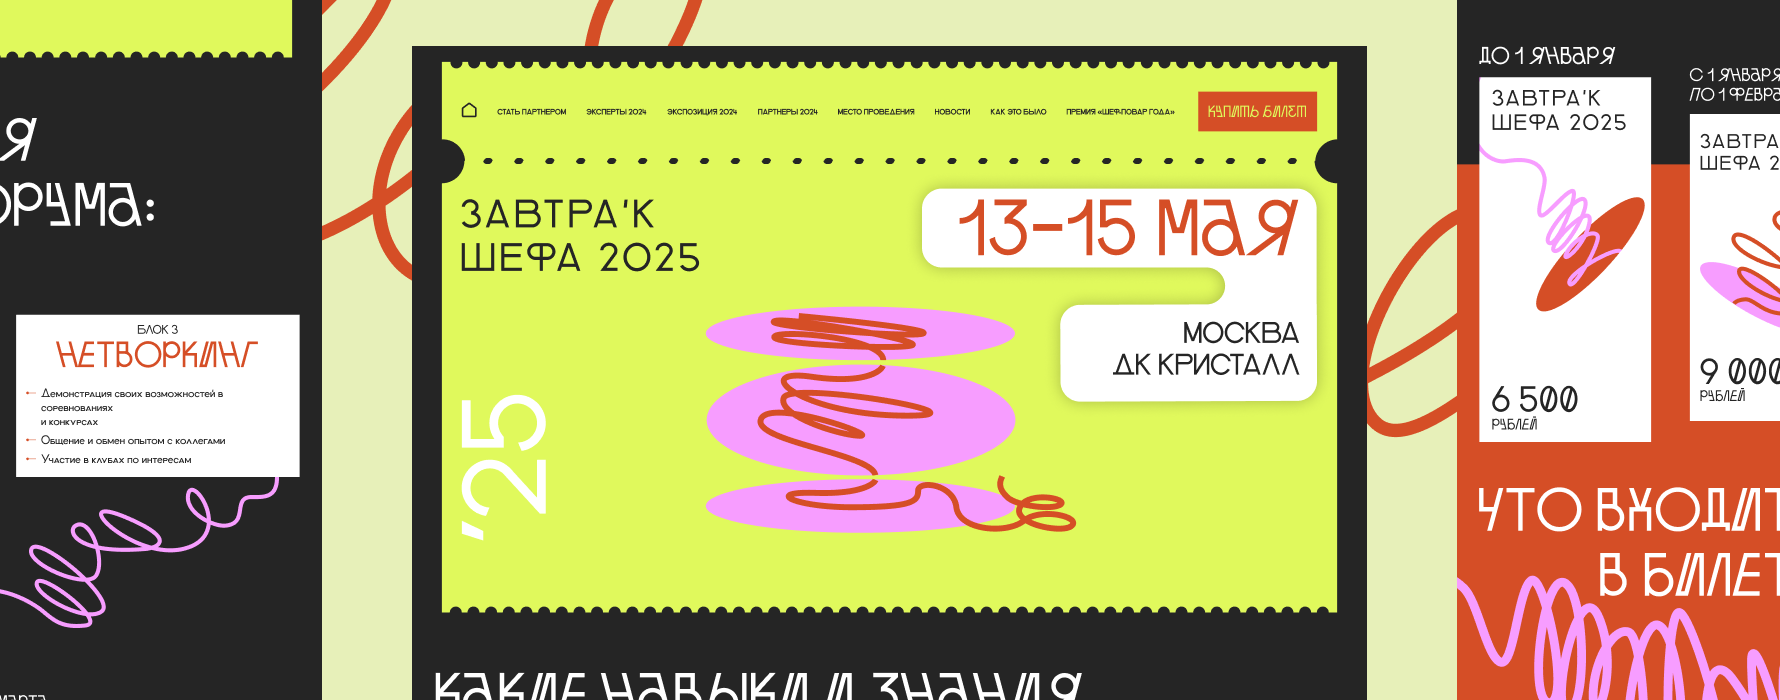 Я
ОРУМА:
БЛОК 3
НЕТВОРКИНГ
Демонстрация своих возможностей в
соревнованиях
и конкурсах
Общение и обмен опытом с коллегами
Участие в клубах по интересам
марта
СТАТЬ ПАРТНЕРОМ ЭКСПЕРТЫ 2024 ЭКСПОЗИЦИЯ 2024 ПАРТНЕРЫ 2024 МЕСТО ПРОВЕДЕНИЯ НОВОСТИ КАК ЭТО БЫЛО ПРЕМИЯ «ШЕФ-ПОВАР ГОДА» КУПИТЬ БИЛЕТ
ЗАВТРА'К
ШЕФА 2025
13–15 МАЯ
МОСКВА
ДК КРИСТАЛЛ
'25
КАКИЕ НАВЫКИ И ЗНАНИЯ
ДО 1 ЯНВАРЯ
ЗАВТРА'К
ШЕФА 2025
6 500
РУБЛЕЙ
С 1 ЯНВАРЯ
ПО 1 ФЕВРА
ЗАВТРА
ШЕФА 2
9 000
РУБЛЕЙ
ЧТО ВХОДИТ
В БИЛЕТ